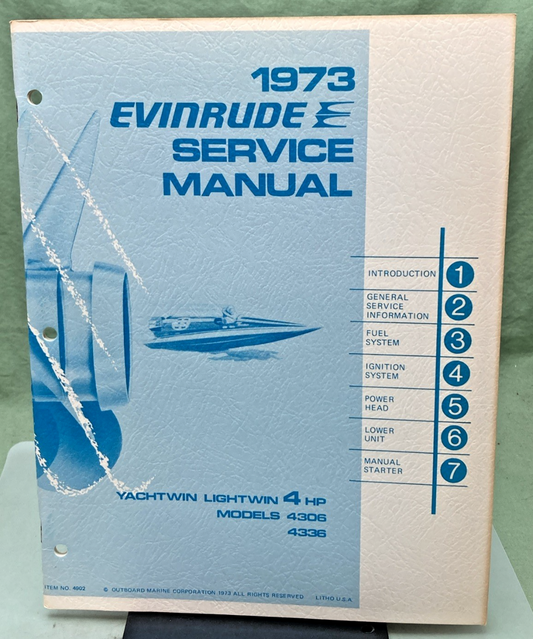 1973
EVINRUDE
SERVICE
MANUAL
INTRODUCTION 1
GENERAL
SERVICE
INFORMATION 2
FUEL
SYSTEM 3
IGNITION
SYSTEM 4
POWER
HEAD 5
LOWER
UNIT 6
MANUAL
STARTER 7
YACHTWIN LIGHTWIN 4 HP
MODELS 4306
4336
ITEM NO. 4902
© OUTBOARD MARINE CORPORATION 1973 ALL RIGHTS RESERVED
LITHO U.S.A.